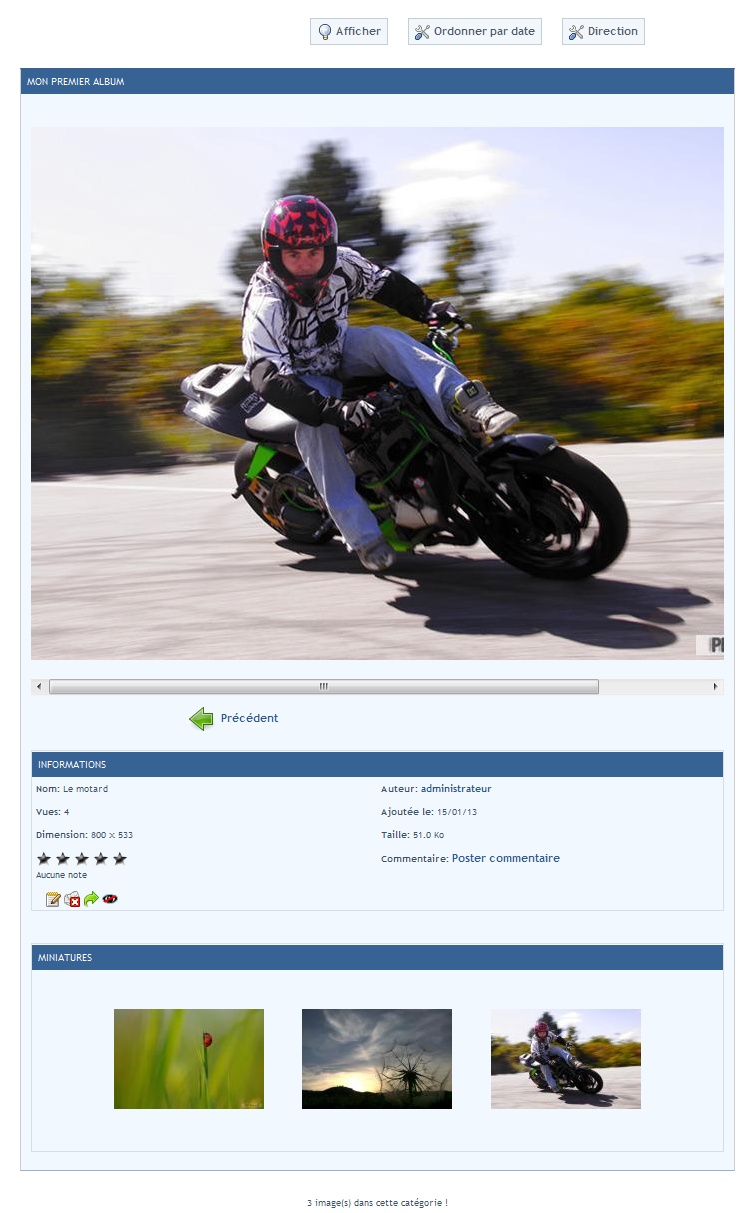 Afficher Ordonner par date Direction
MON PREMIER ALBUM
Précédent
INFORMATIONS
Nom: Le motard Auteur: administrateur
Vues: 4 Ajoutée le: 15/01/13
Dimension: 800 x 533 Taille: 51.0 Ko
Commentaire: Poster commentaire
Aucune note
MINIATURES
3 image(s) dans cette catégorie !